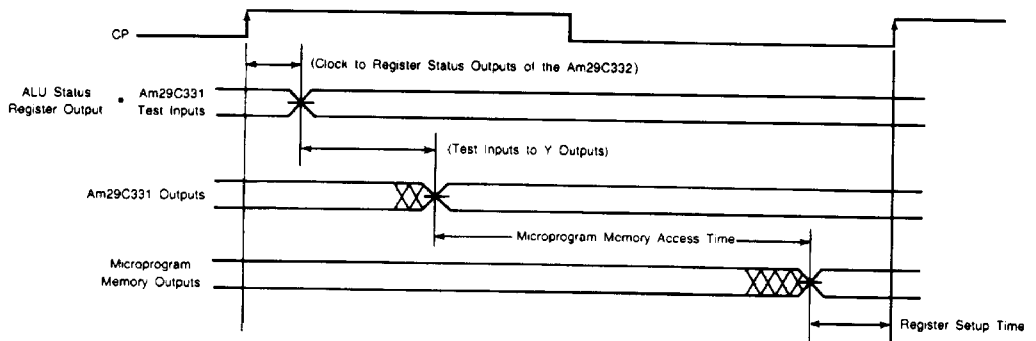 CP
(Clock to Register Status Outputs of the Am29C332)
ALU Status Register Output • Am29C331 Test Inputs
(Test Inputs to Y Outputs)
Am29C331 Outputs
Microprogram Memory Access Time
Microprogram
Memory Outputs
Register Setup Time